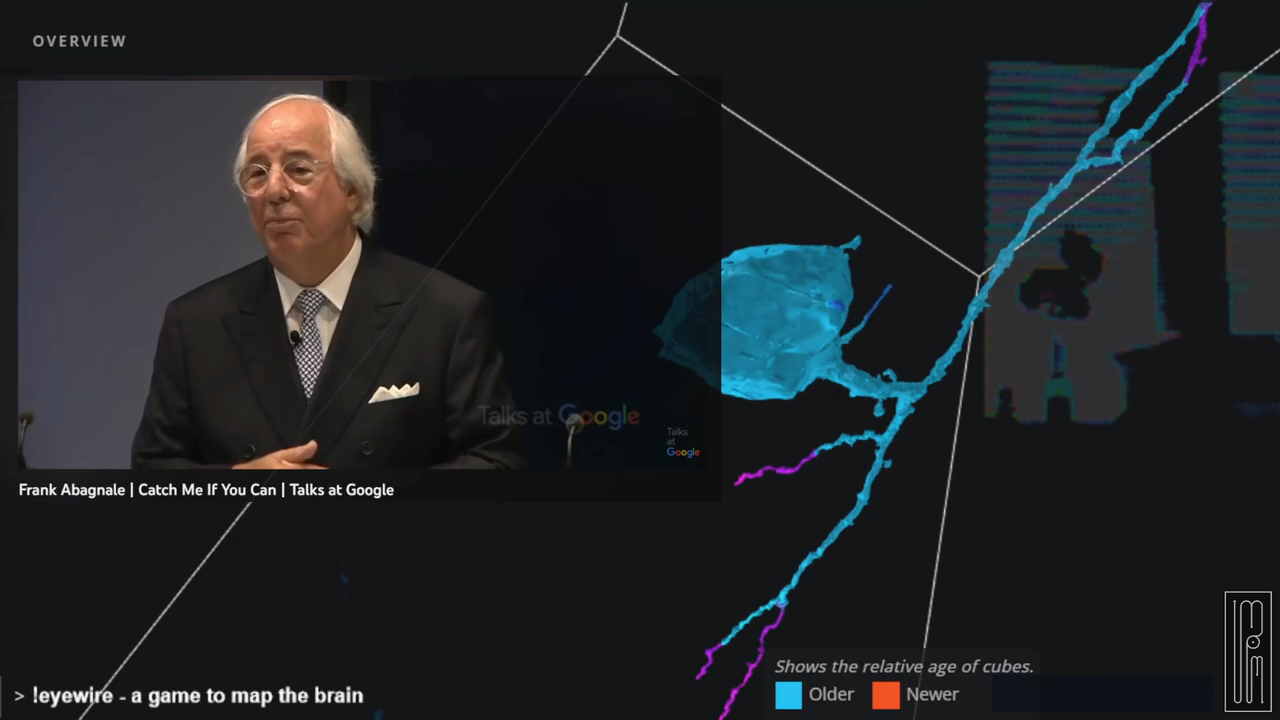 OVERVIEW
Talks at Google
Talks
at
Google
Frank Abagnale | Catch Me If You Can | Talks at Google
Shows the relative age of cubes.
Older
Newer
> !eyewire - a game to map the brain